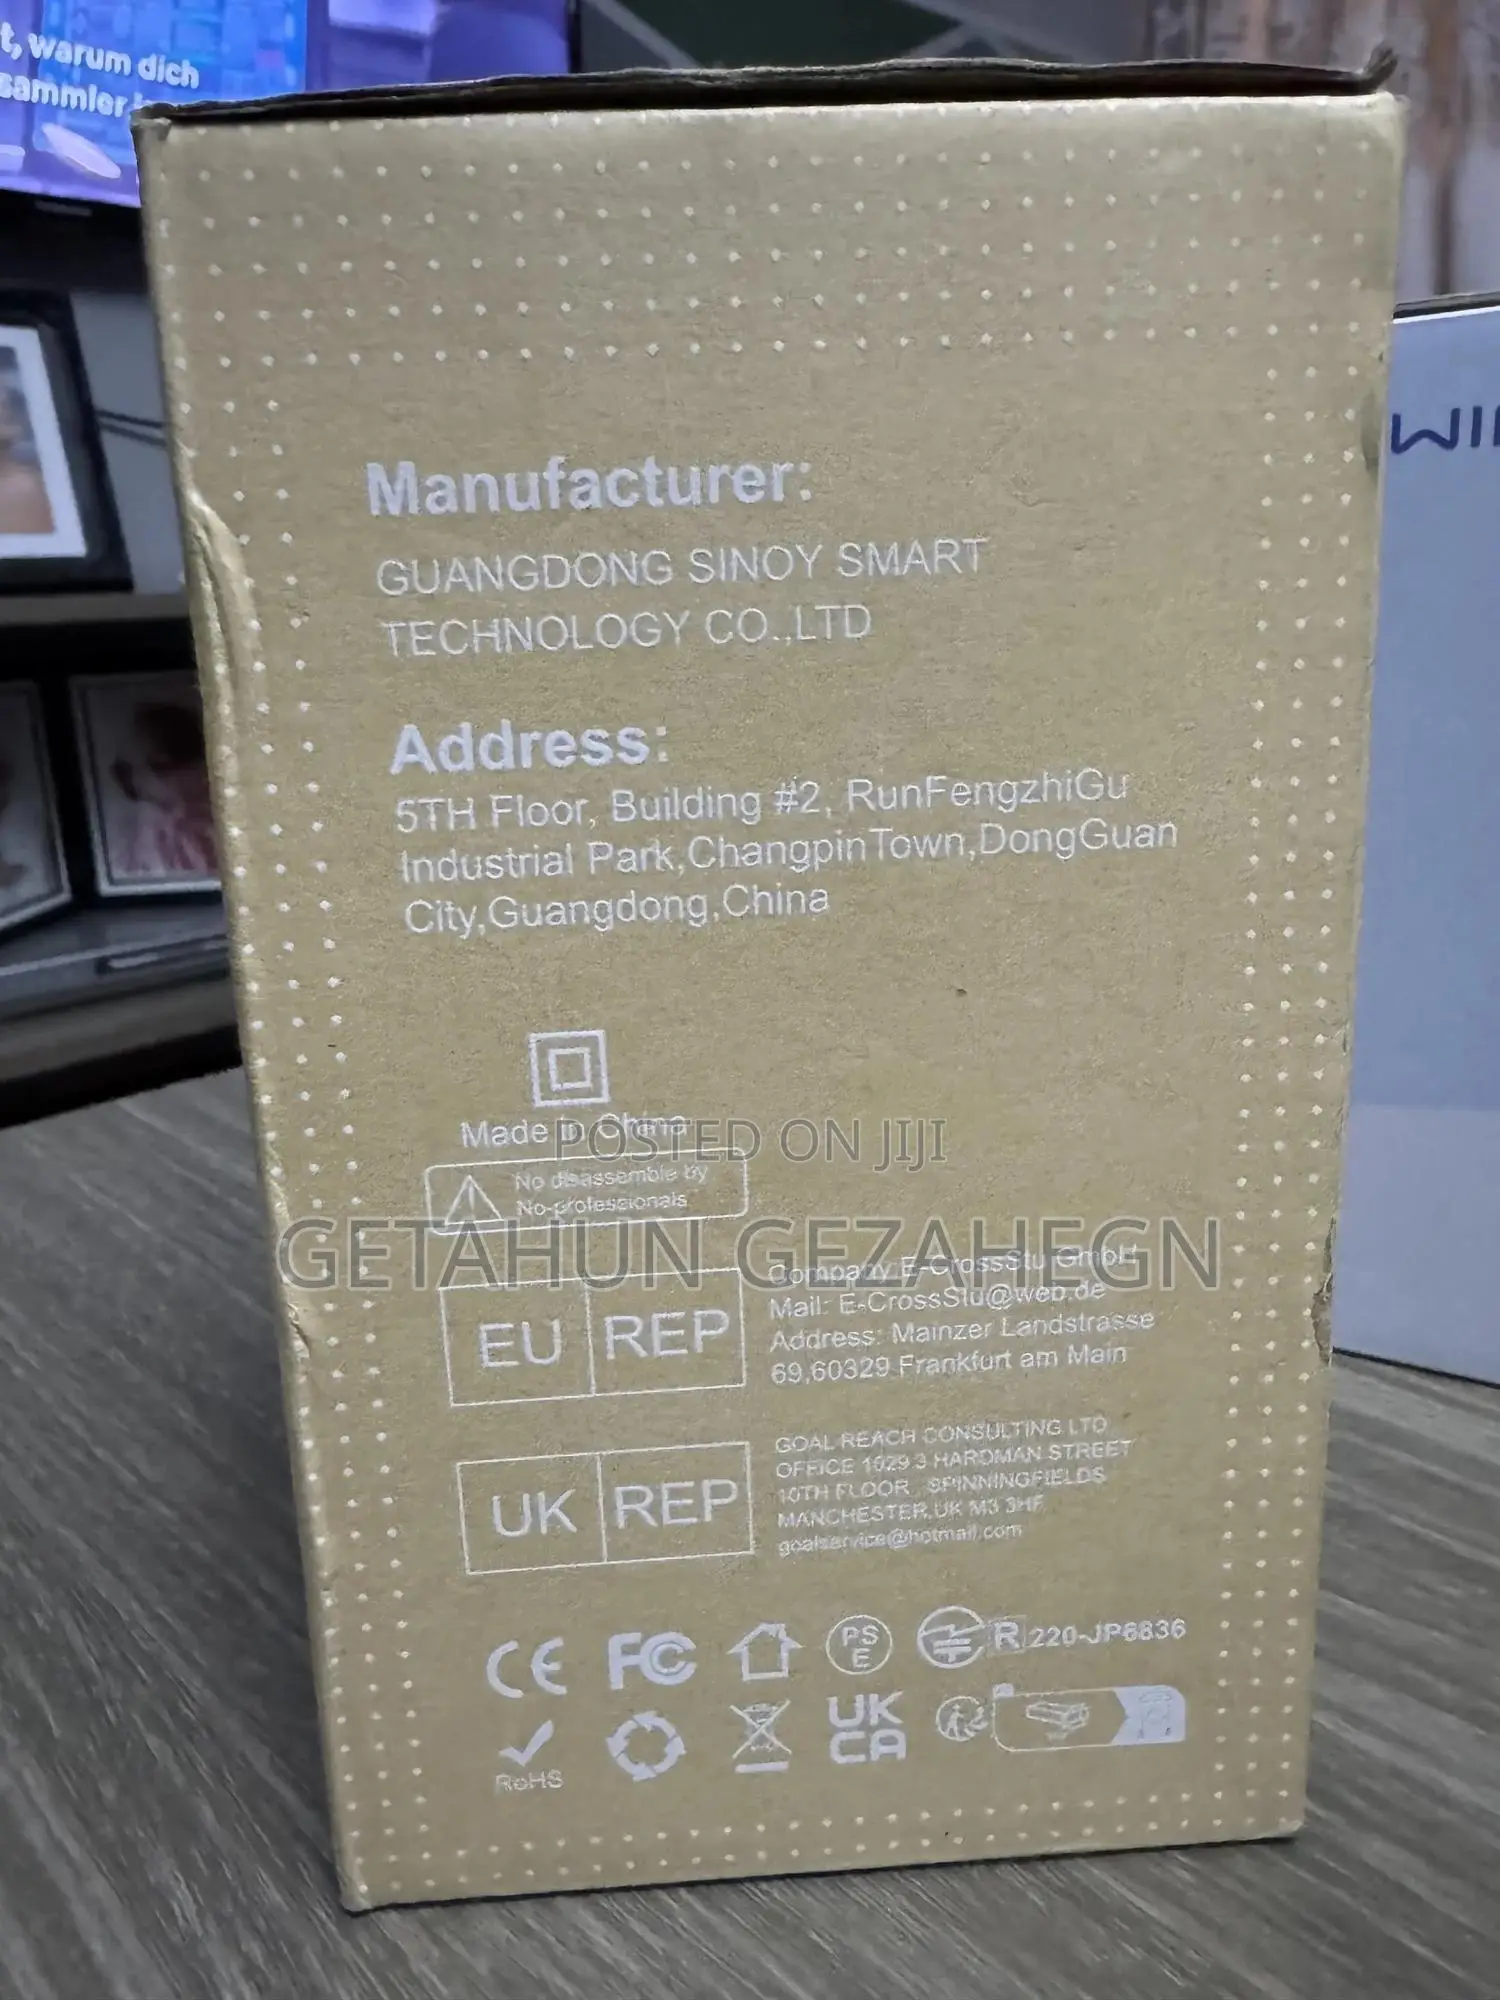 t, warum dich
sammler
WI
Manufacturer:
GUANGDONG SINOY SMART
TECHNOLOGY CO.,LTD
Address:
5TH Floor, Building #2, RunFengzhiGu
Industrial Park,ChangpinTown,DongGuan
City,Guangdong,China
Made in China
POSTED ON JIJI
No disassemble by
No-professionals
GETAHUN GEZAHEGN
EU REP
Company E-CrossStu GmbH
Mail: E-CrossStu@web.de
Address: Mainzer Landstrasse
69,60329 Frankfurt am Main
UK REP
GOAL REACH CONSULTING LTD
OFFICE 1029 3 HARDMAN STREET
10TH FLOOR , SPINNINGFIELDS
MANCHESTER,UK M3 3HF
goalservice@hotmail.com
CE FC PS E R 220-JP6836
RoHS UK CA